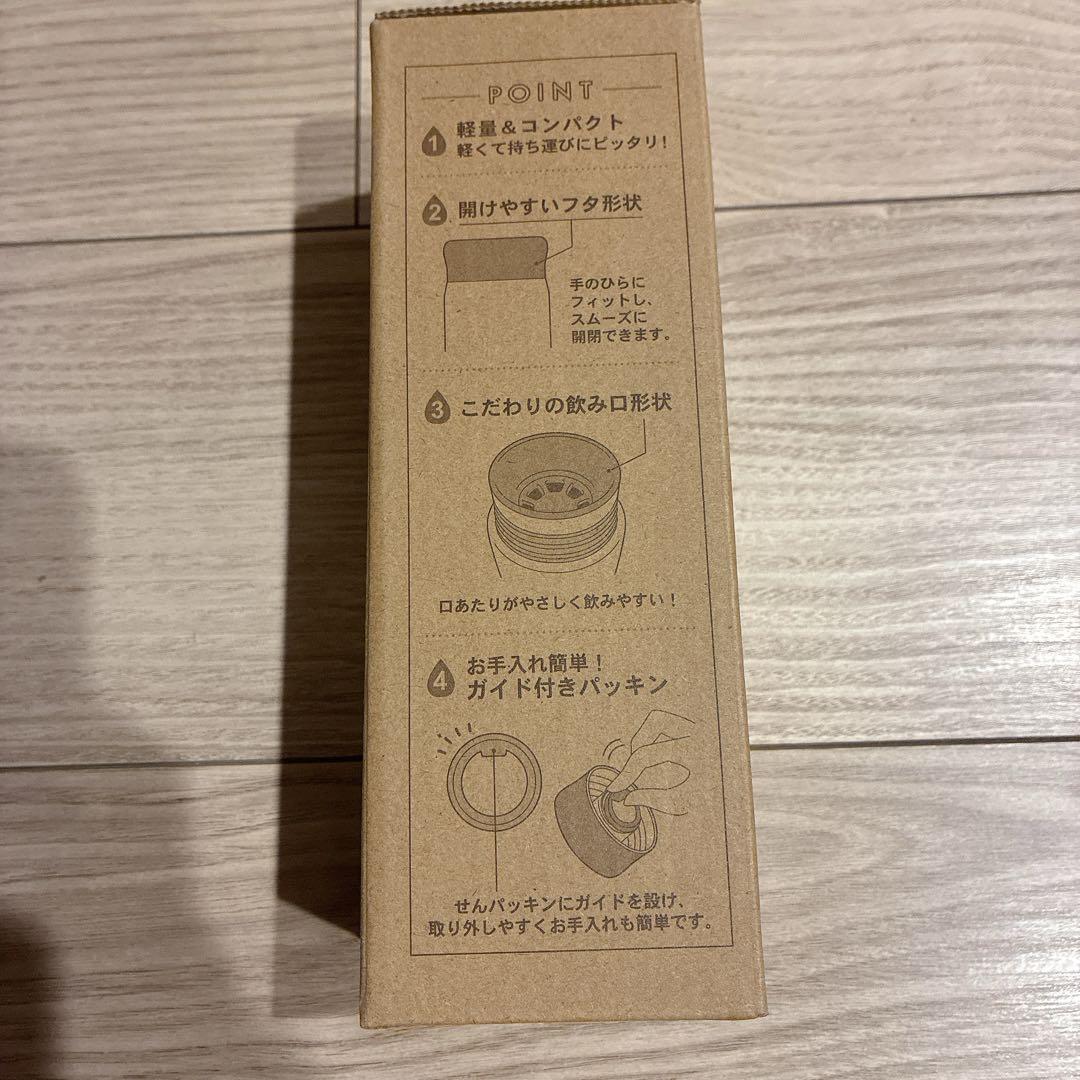 POINT
1 軽量＆コンパクト
軽くて持ち運びにピッタリ！
2 開けやすいフタ形状
手のひらに
フィットし、
スムーズに
開閉できます。
3 こだわりの飲み口形状
口あたりがやさしく飲みやすい！
4 お手入れ簡単！
ガイド付きパッキン
せんパッキンにガイドを設け、
取り外しやすくお手入れも簡単です。